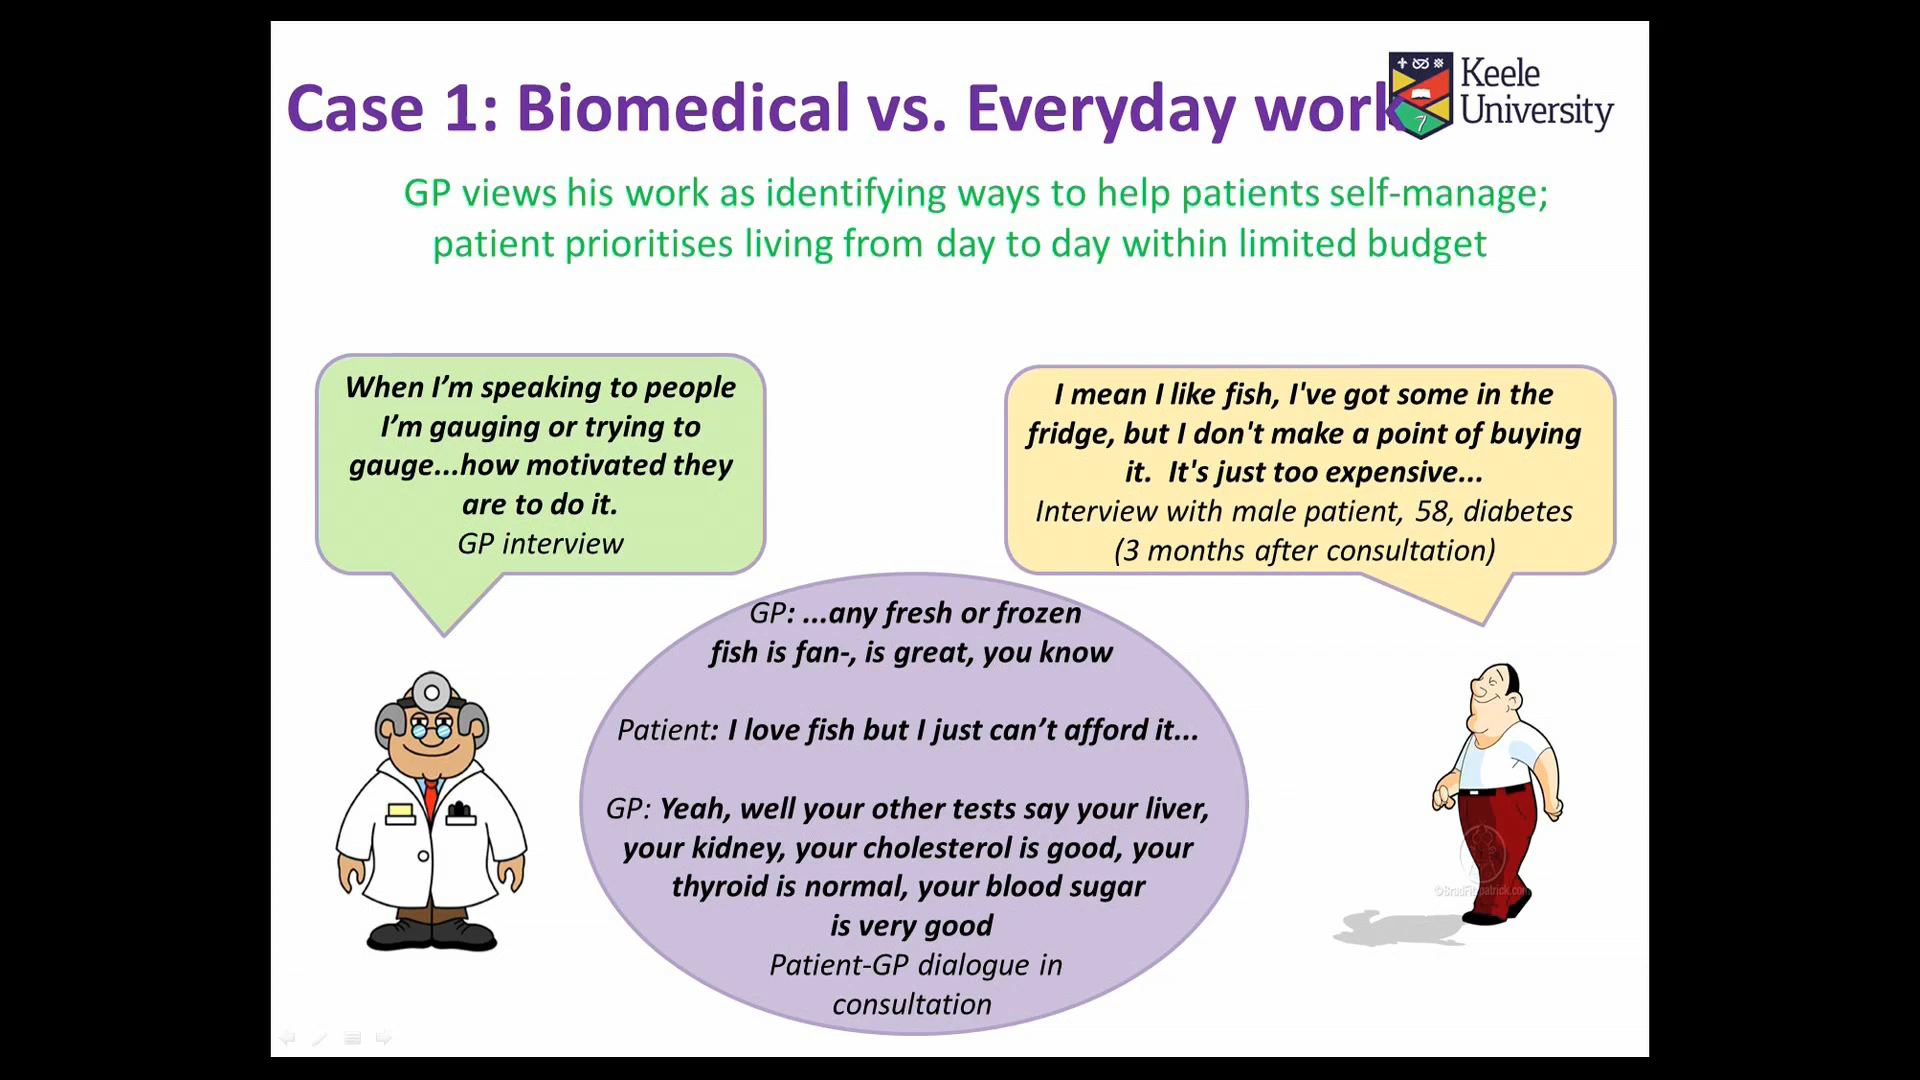 Case 1: Biomedical vs. Everyday work
Keele
University
GP views his work as identifying ways to help patients self-manage;
patient prioritises living from day to day within limited budget
When I’m speaking to people
I’m gauging or trying to
gauge...how motivated they
are to do it.
GP interview
I mean I like fish, I've got some in the
fridge, but I don't make a point of buying
it.  It's just too expensive...
Interview with male patient, 58, diabetes
(3 months after consultation)
GP: ...any fresh or frozen
fish is fan-, is great, you know
Patient: I love fish but I just can’t afford it...
GP: Yeah, well your other tests say your liver,
your kidney, your cholesterol is good, your
thyroid is normal, your blood sugar
is very good
Patient-GP dialogue in
consultation
©BradFitzpatrick.com